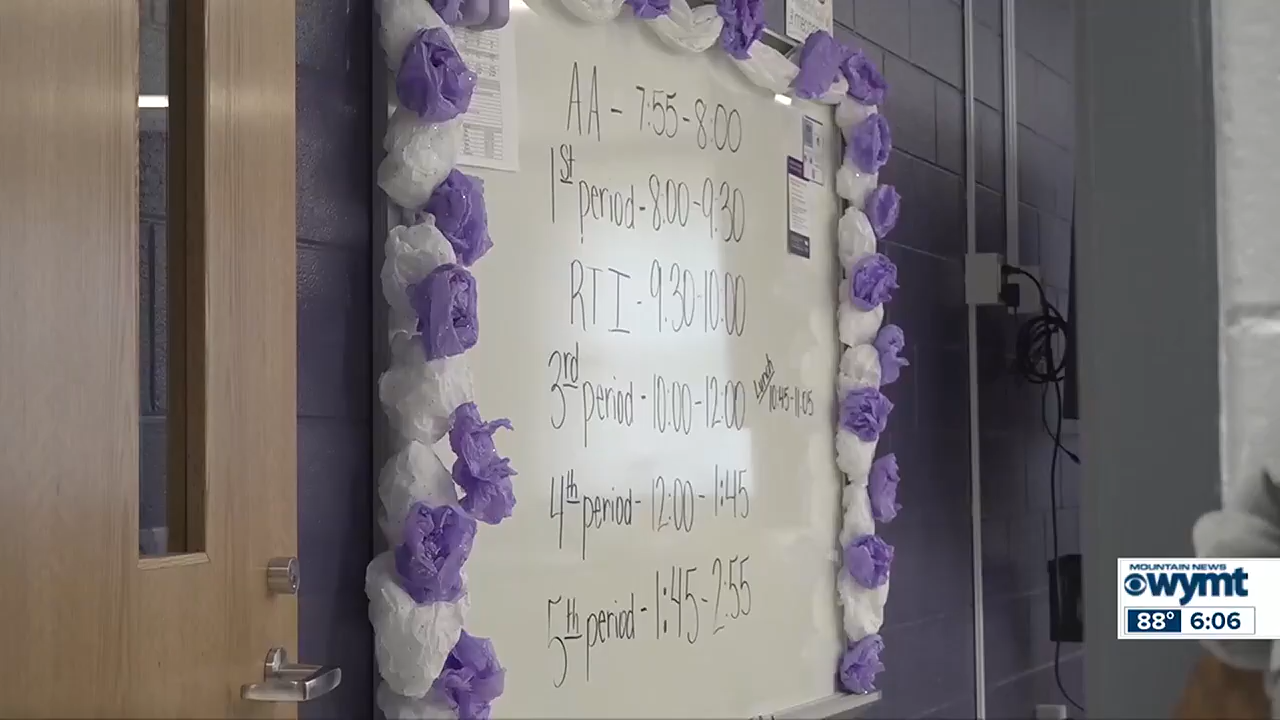 AA - 7:55-8:00
1st period - 8:00-9:30
RTI - 9:30-10:00
3rd period - 10:00-12:00 Lunch 10:45-11:05
4th period - 12:00 - 1:45
5th period - 1:45-2:55
MOUNTAIN NEWS
wymt
88° 6:06